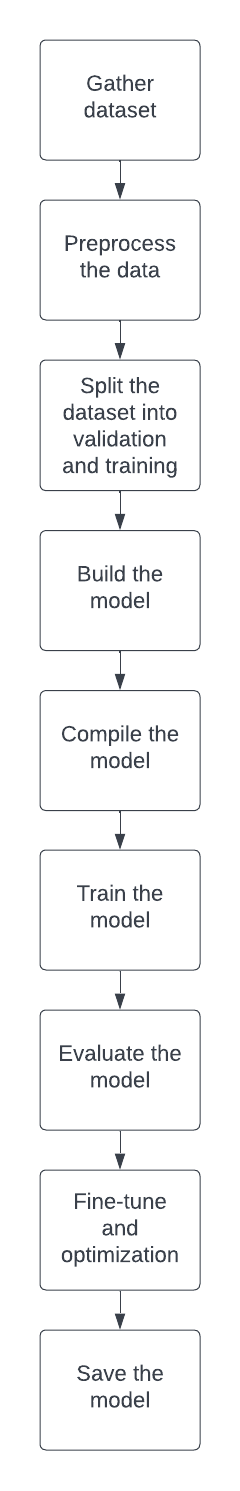 Gather
dataset
Preprocess
the data
Split the
dataset into
validation
and training
Build the
model
Compile the
model
Train the
model
Evaluate the
model
Fine-tune
and
optimization
Save the
model